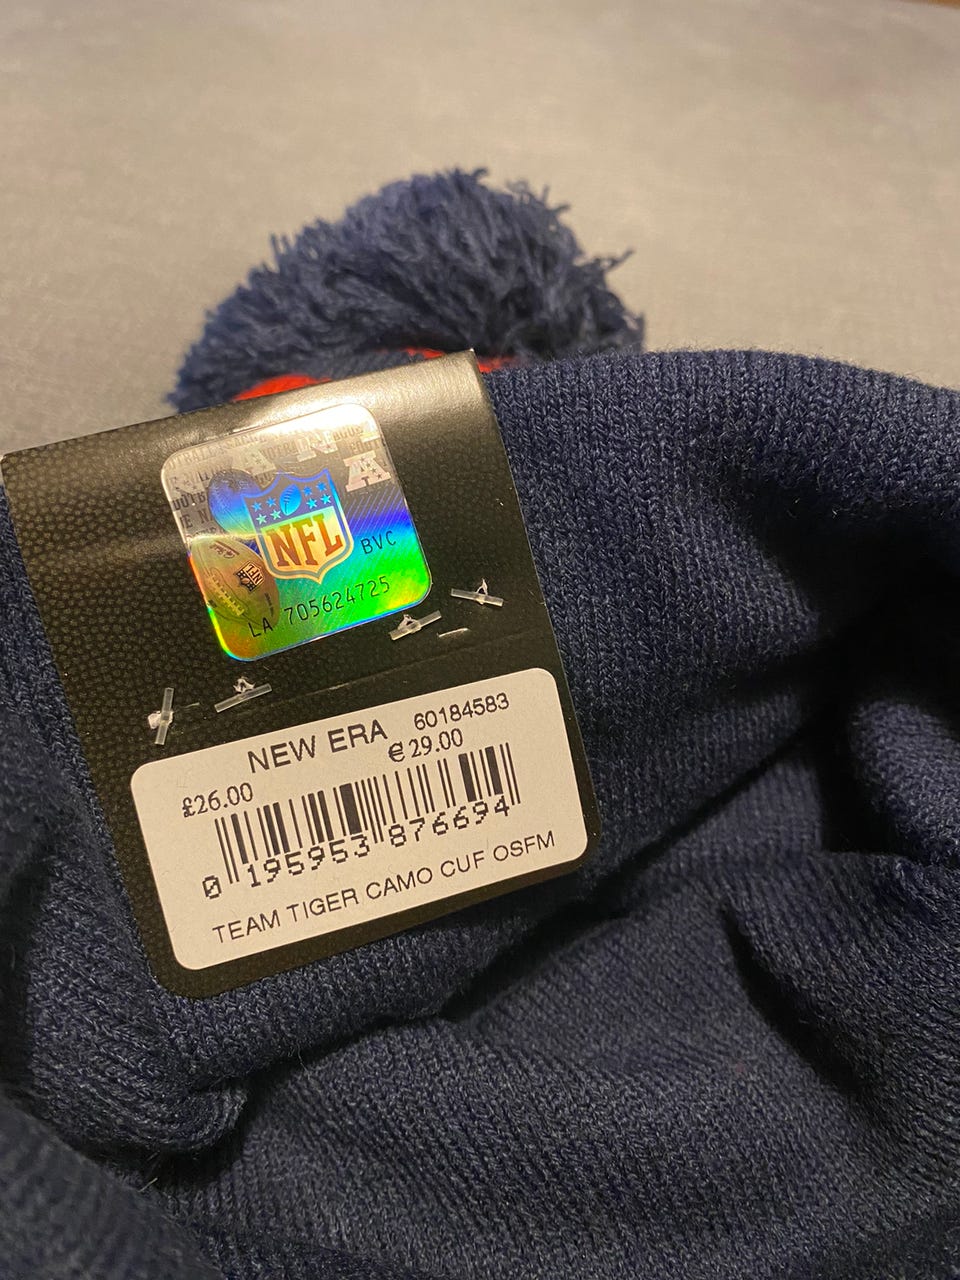 NFL
BVC
LA 705624725
NEW ERA 60184583
£26.00 €29.00
0 195953 876694
TEAM TIGER CAMO CUF OSFM